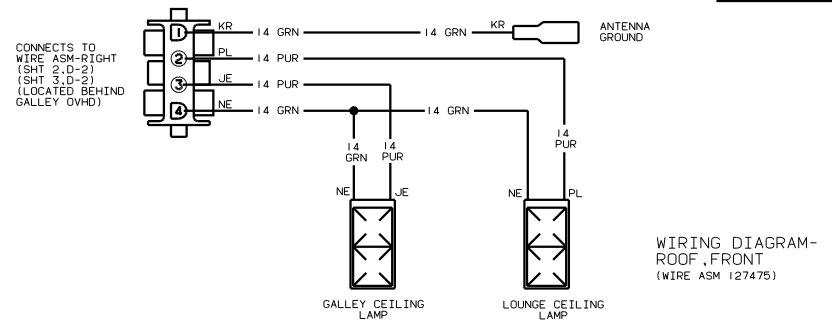 CONNECTS TO
WIRE ASM-RIGHT
(SHT 2.D-2)
(SHT 3.D-2)
(LOCATED BEHIND
GALLEY OVHD)
1 KR 14 GRN 14 GRN KR
ANTENNA
GROUND
2 PL 14 PUR
3 JE 14 PUR
4 NE 14 GRN 14 GRN
14
GRN
14
PUR
14
PUR
NE JE
NE PL
GALLEY CEILING
LAMP
LOUNGE CEILING
LAMP
WIRING DIAGRAM-
ROOF,FRONT
(WIRE ASM 127475)